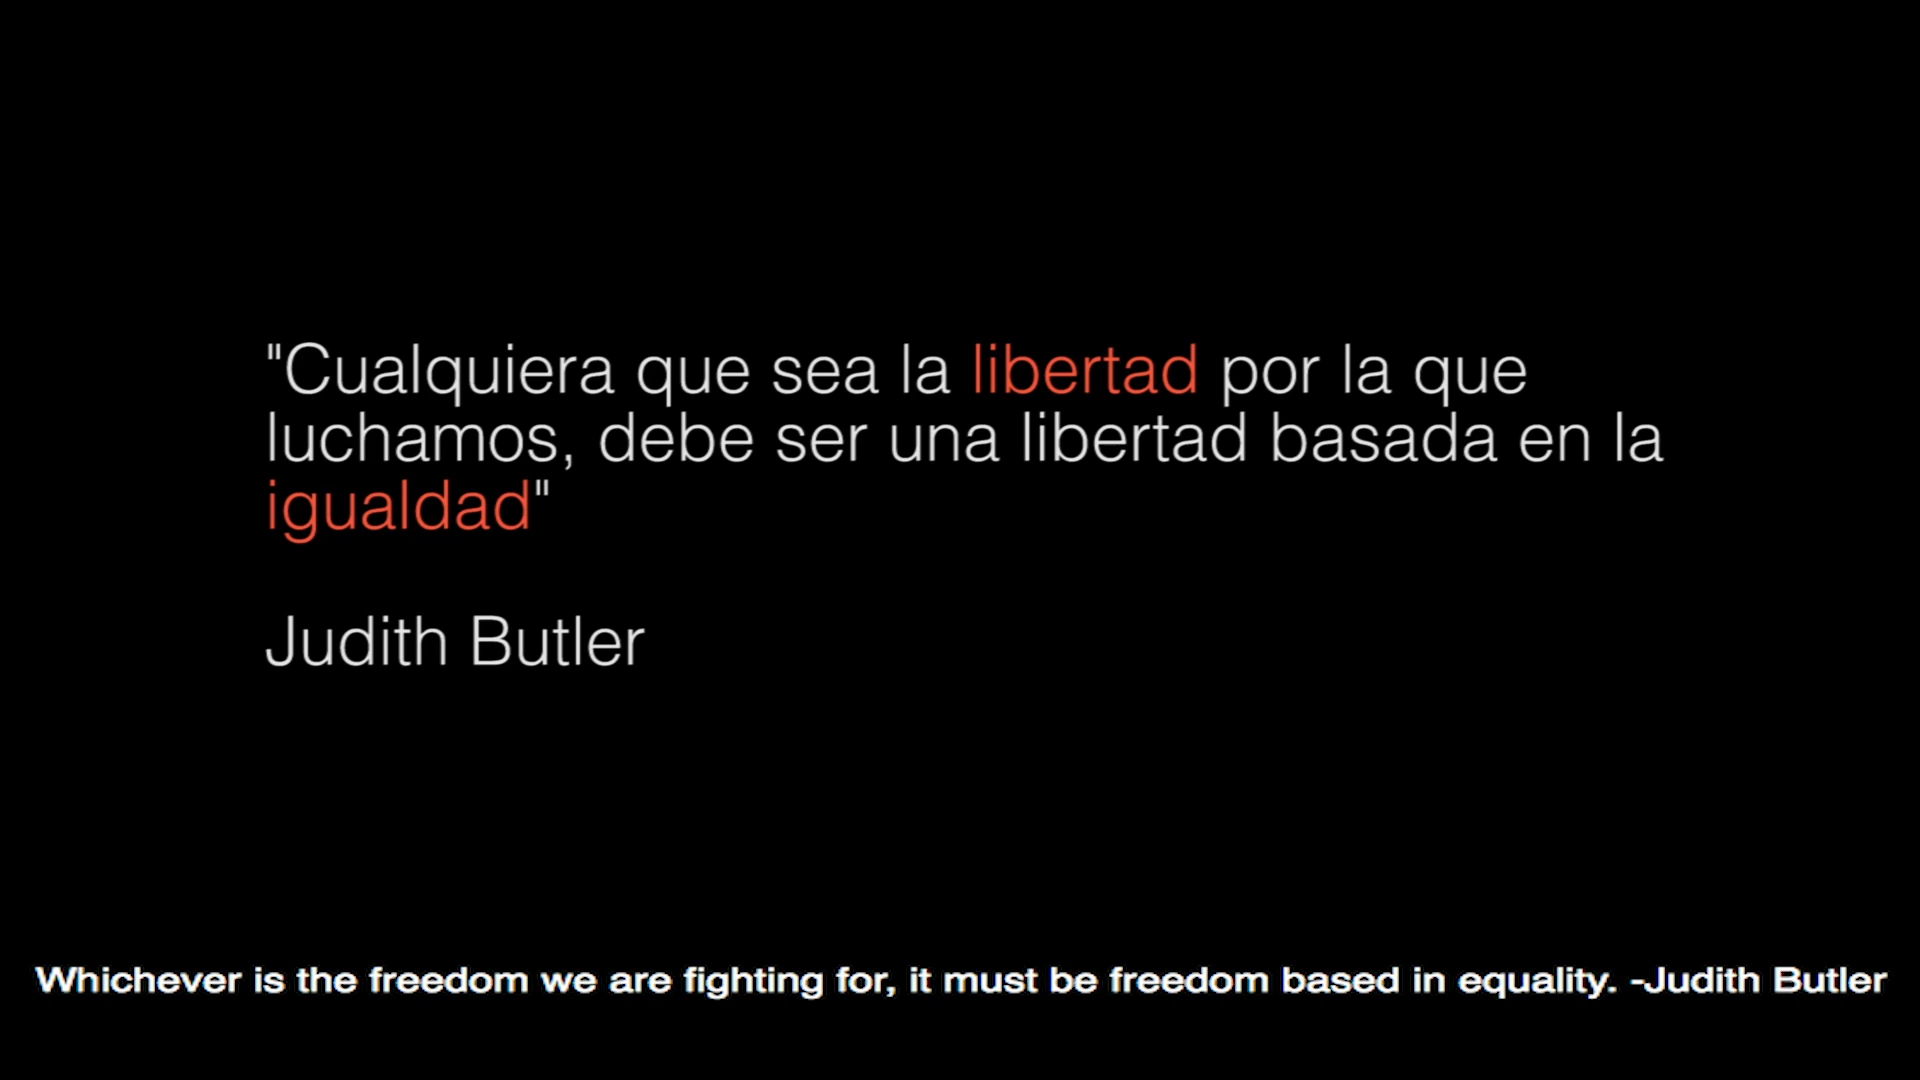 "Cualquiera que sea la libertad por la que
luchamos, debe ser una libertad basada en la
igualdad"
Judith Butler
Whichever is the freedom we are fighting for, it must be freedom based in equality. -Judith Butler